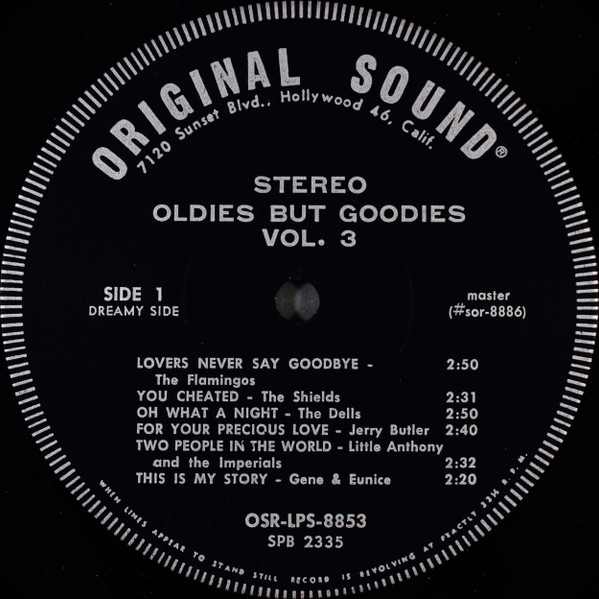 ORIGINAL SOUND®
7120 Sunset Blvd., Hollywood 46, Calif.
STEREO
OLDIES BUT GOODIES
VOL. 3
SIDE 1
DREAMY SIDE
master
(#sor-8886)
LOVERS NEVER SAY GOODBYE - 2:50
The Flamingos
YOU CHEATED - The Shields 2:31
OH WHAT A NIGHT - The Dells 2:50
FOR YOUR PRECIOUS LOVE - Jerry Butler 2:40
TWO PEOPLE IN THE WORLD - Little Anthony
and the Imperials 2:32
THIS IS MY STORY - Gene & Eunice 2:20
OSR-LPS-8853
SPB 2335
WHEN LINES APPEAR TO STAND STILL RECORD IS REVOLVING AT EXACTLY 33⅓ R.P.M.